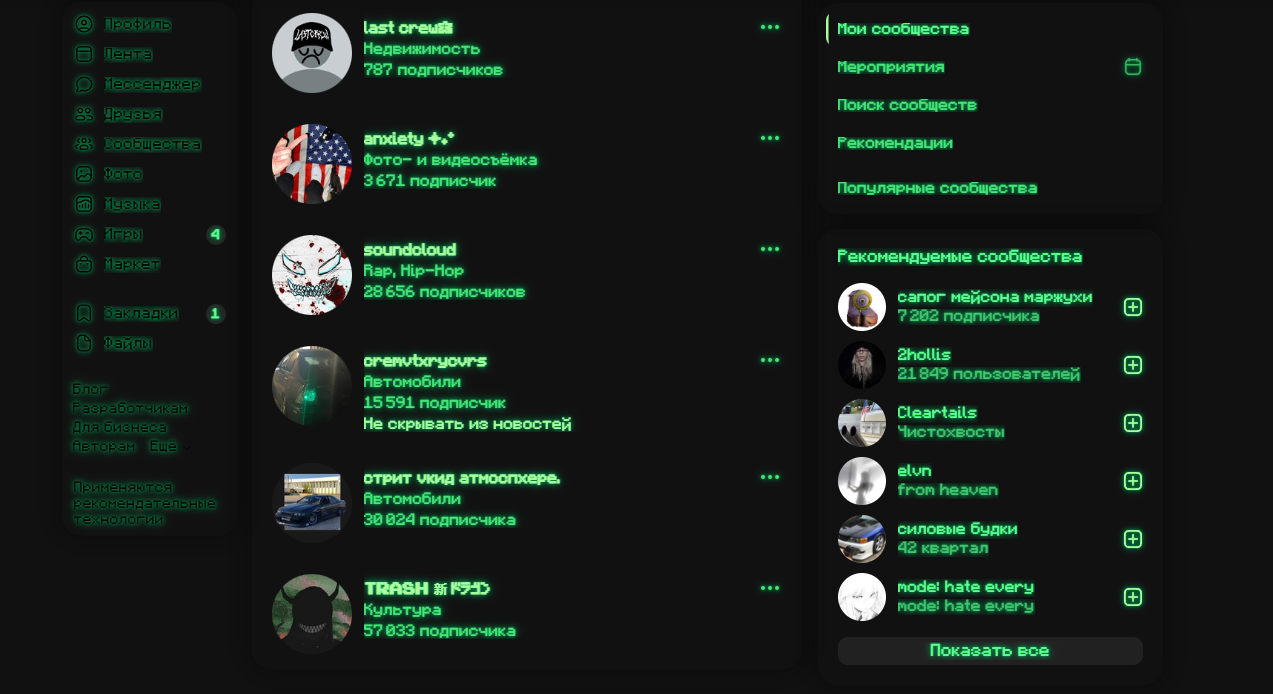 Профиль
Лента
Мессенджер
Друзья
Сообщества
Фото
Музыка
Игры 4
Маркет
Закладки 1
Файлы
Блог
Разработчикам
Для бизнеса
Авторам Ещё
Применяются
рекомендательные
технологии
last crew
Недвижимость
787 подписчиков
anxiety
Фото- и видеосъёмка
3 671 подписчик
soundcloud
Rap, Hip-Hop
28 656 подписчиков
cremvtxryovrs
Автомобили
15 591 подписчик
Не скрывать из новостей
стрит укид атмоспхере.
Автомобили
30 024 подписчика
TRASH 新ドラゴン
Культура
57 033 подписчика
Мои сообщества
Мероприятия
Поиск сообществ
Рекомендации
Популярные сообщества
Рекомендуемые сообщества
сапог мейсона маржухи
7 202 подписчика
2hollis
21 849 пользователей
Cleartails
Чистохвосты
elvn
from heaven
силовые будки
42 квартал
mode: hate every
mode: hate every
Показать все